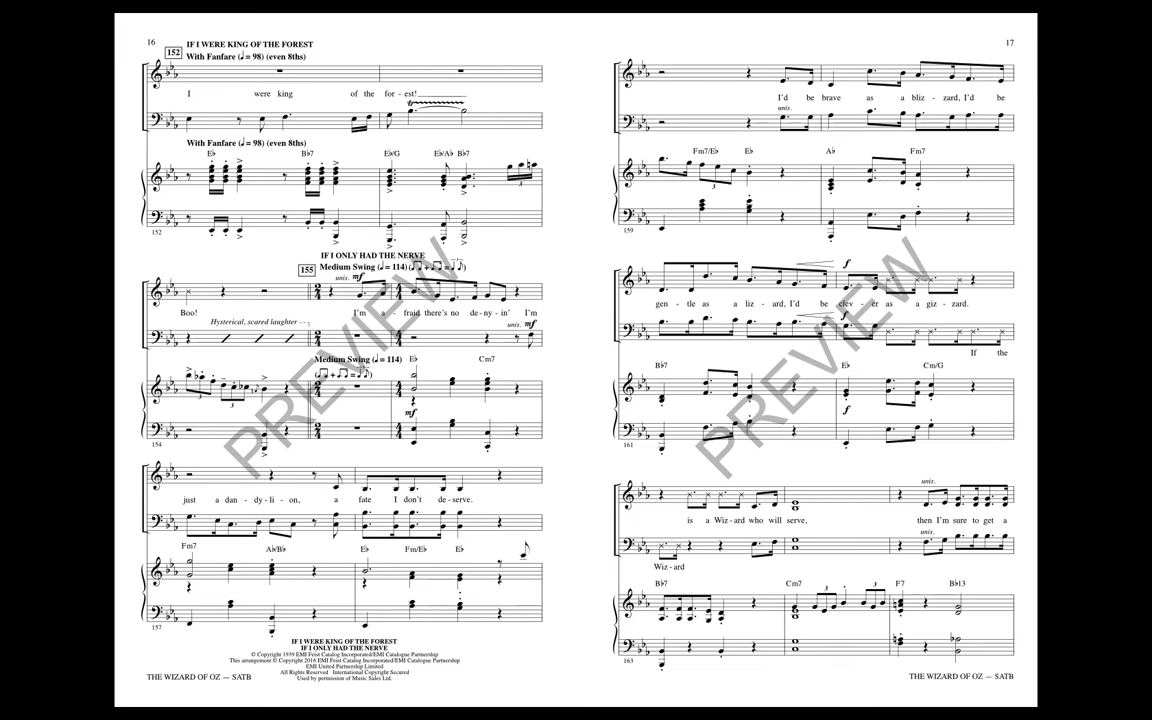 16
152 IF I WERE KING OF THE FOREST
With Fanfare (♩ = 98) (even 8ths)
I were king of the for - est!
With Fanfare (♩ = 98) (even 8ths)
E♭ B♭7 E♭/G E♭/A♭ B♭7
152
IF I ONLY HAD THE NERVE
155 Medium Swing (♩ = 114)
unis. mf
Boo! I'm a - fraid there's no de - ny - in' I'm
Hysterical, scared laughter
unis. mf
Medium Swing (♩ = 114)
E♭ Cm7
mf
154
just a dan - dy - li - on, a fate I don't de - serve.
Fm7 A♭/B♭ E♭ Fm/E♭ E♭
157
IF I WERE KING OF THE FOREST
IF I ONLY HAD THE NERVE
© Copyright 1939 EMI Feist Catalog Incorporated/EMI Catalogue Partnership
This arrangement © Copyright 2016 EMI Feist Catalog Incorporated/EMI Catalogue Partnership
EMI United Partnership Limited
All Rights Reserved International Copyright Secured
Used by permission of Music Sales Ltd.
THE WIZARD OF OZ — SATB
PREVIEW
17
I'd be brave as a bliz - zard, I'd be
unis.
Fm7/E♭ E♭ A♭ Fm7
159
f
gen - tle as a liz - ard, I'd be clev - er as a giz - zard.
f
If the
B♭7 E♭ Cm/G
f
161
unis.
is a Wiz - ard who will serve, then I'm sure to get a
unis.
Wiz - ard
B♭7 Cm7 F7 B♭13
163
THE WIZARD OF OZ — SATB
PREVIEW